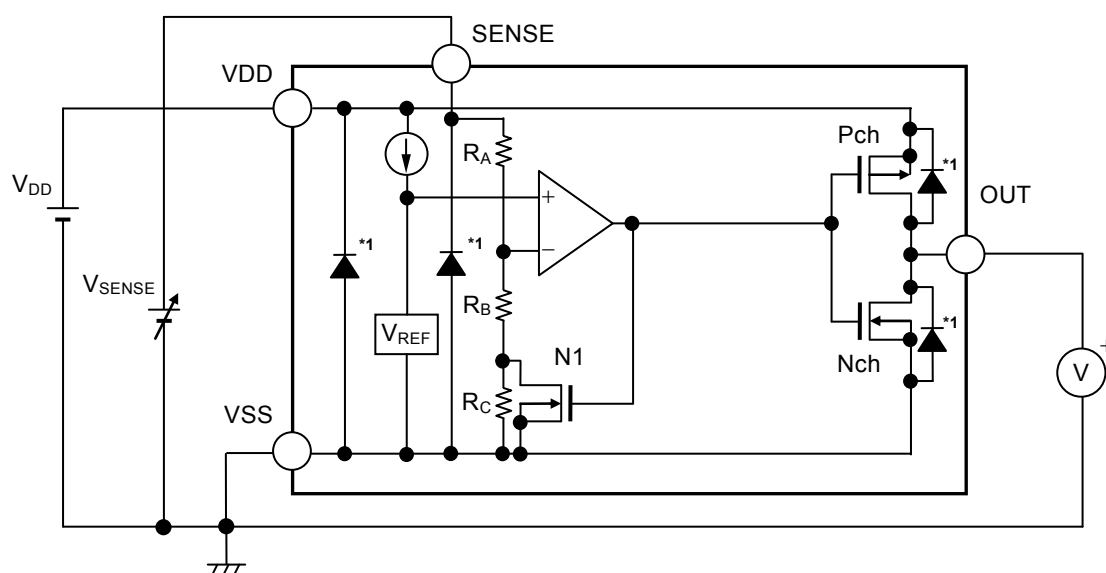 SENSE
VDD
Pch
RA
*1
VDD
OUT
+
*1
*1
−
VSENSE
RB
*1
+
VREF
N1
V
Nch
RC
VSS